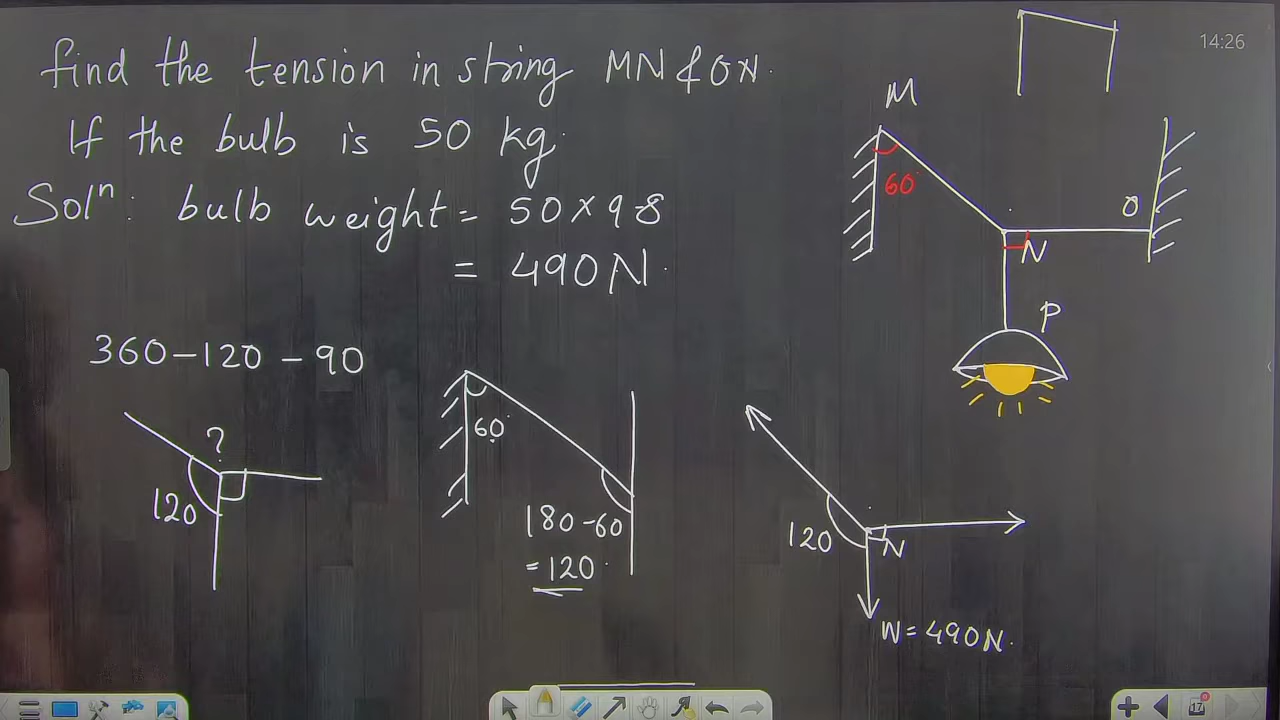 find the tension in string MN & ON.
If the bulb is 50 kg.
Solⁿ: bulb weight = 50 × 9.8
= 490 N.
360 - 120 - 90
?
120
60°
180 - 60
= 120.
120
N
W = 490 N.
M
60°
O
N
P
14:26
17